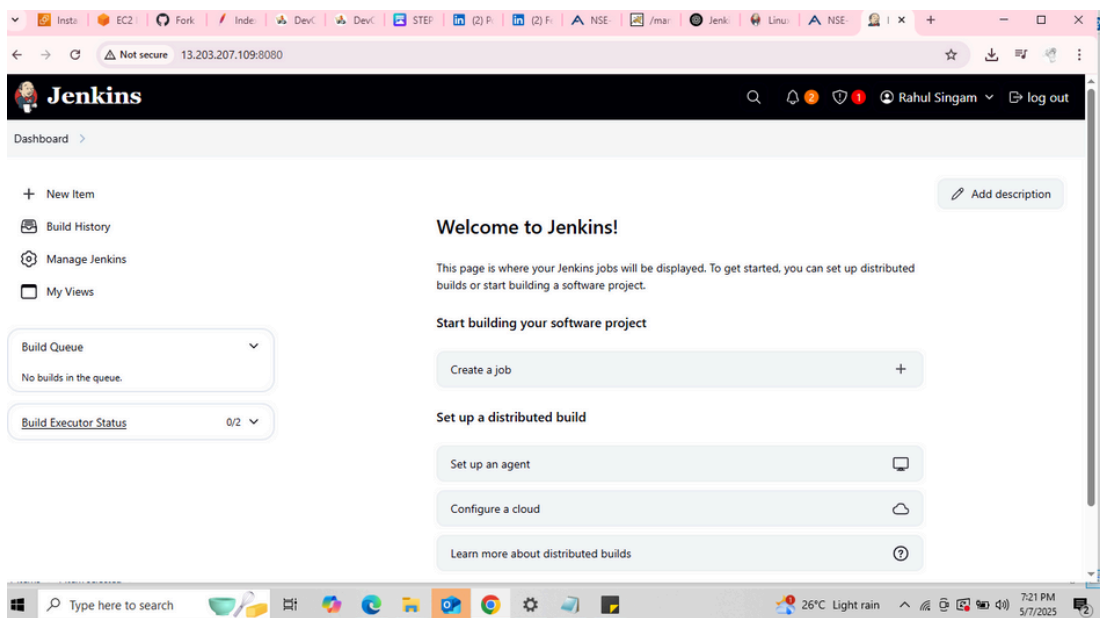 Insta
EC2 I
Fork
Inde
DevC
DevC
STEP
(2) P
(2) F
NSE-
/mar
Jenki
Linux
NSE-
Not secure 13.203.207.109:8080
Jenkins
2
1
Rahul Singam
log out
Dashboard
New Item
Add description
Build History
Manage Jenkins
My Views
Welcome to Jenkins!
This page is where your Jenkins jobs will be displayed. To get started, you can set up distributed
builds or start building a software project.
Start building your software project
Build Queue
No builds in the queue.
Create a job
Build Executor Status 0/2
Set up a distributed build
Set up an agent
Configure a cloud
Learn more about distributed builds
Type here to search
26°C Light rain
7:21 PM
5/7/2025
2